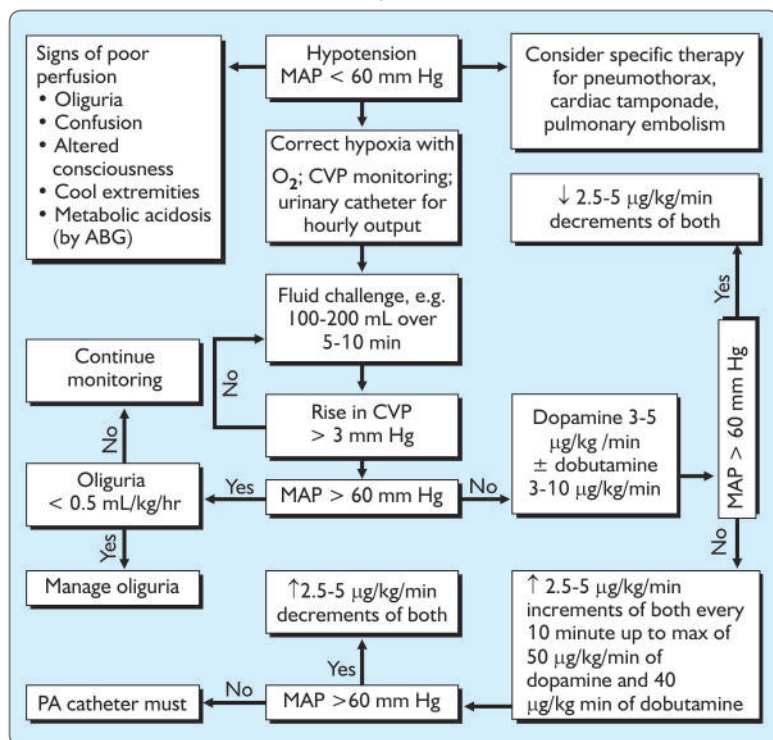 Signs of poor
perfusion
• Oliguria
• Confusion
• Altered
consciousness
• Cool extremities
• Metabolic acidosis
(by ABG)
Hypotension
MAP < 60 mm Hg
Consider specific therapy
for pneumothorax,
cardiac tamponade,
pulmonary embolism
Correct hypoxia with
O₂; CVP monitoring;
urinary catheter for
hourly output
↓ 2.5-5 µg/kg/min
decrements of both
Yes
Fluid challenge, e.g.
100-200 mL over
5-10 min
Continue
monitoring
No
MAP > 60 mm Hg
Rise in CVP
> 3 mm Hg
Dopamine 3-5
µg/kg /min
± dobutamine
3-10 µg/kg/min
No
Oliguria
< 0.5 mL/kg/hr
Yes
MAP > 60 mm Hg
No
Yes
No
Manage oliguria
↑2.5-5 µg/kg/min
decrements of both
↑ 2.5-5 µg/kg/min
increments of both every
10 minute up to max of
50 µg/kg/min of
dopamine and 40
µg/kg min of dobutamine
Yes
PA catheter must
No
MAP >60 mm Hg